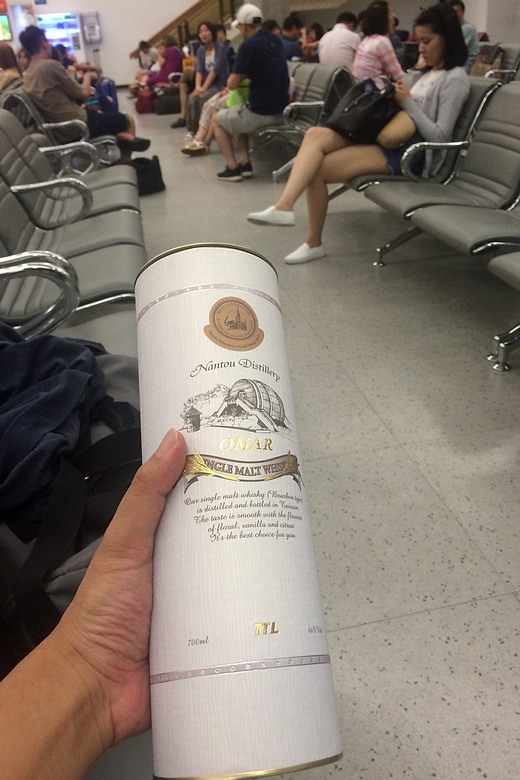 Nantou Distillery
OMAR
SINGLE MALT WHISKY
Our single malt whisky (Bourbon type)
is distilled and bottled in Taiwan.
The taste is smooth with the flavour
of floral, vanilla and citrus.
It's the best choice for you.
700ml
TTL